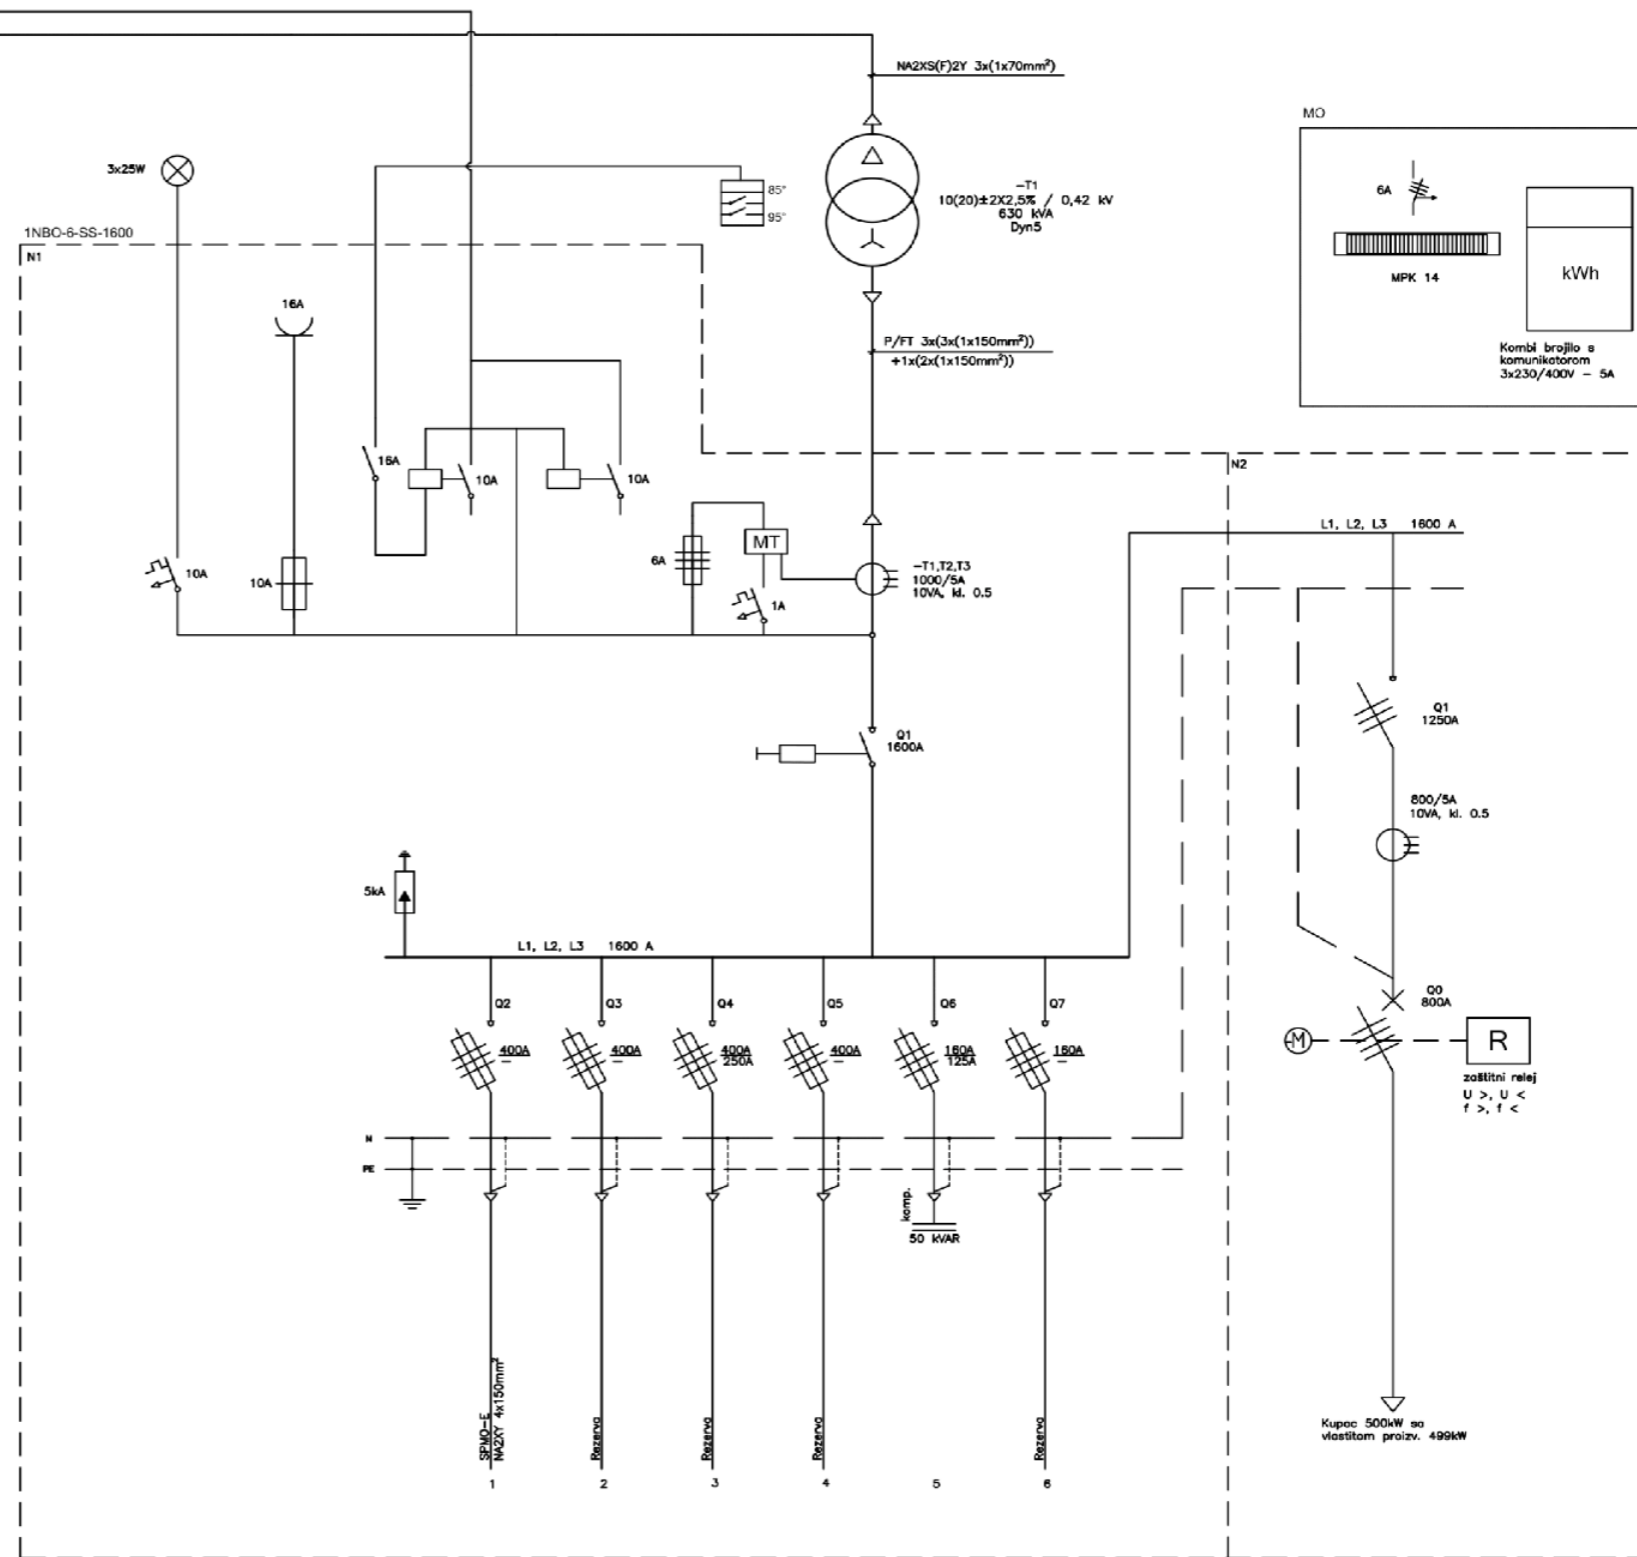 NA2XS(F)2Y 3x(1x70mm²)
MO
3x25W
85°
95°
-T1
10(20)±2X2,5% / 0,42 kV
630 kVA
Dyn5
6A
MPK 14
kWh
Kombi brojilo s
komunikatorom
3x230/400V - 5A
1NBO-6-SS-1600
N1
16A
P/FT 3x(3x(1x150mm²))
+1x(2x(1x150mm²))
16A
10A
10A
N2
L1, L2, L3 1600 A
10A
10A
6A
MT
1A
-T1,T2,T3
1000/5A
10VA, kl. 0.5
Q1
1600A
Q1
1250A
800/5A
10VA, kl. 0.5
5kA
L1, L2, L3 1600 A
Q2
400A
-
Q3
400A
-
Q4
400A
250A
Q5
400A
-
Q6
160A
125A
Q7
160A
-
Q0
800A
M
R
zaštitni relej
U >, U <
f >, f <
N
PE
komp.
50 kVAR
SPMO-E
NA2XY 4x150mm²
Rezerva
Rezerva
Rezerva
Rezerva
1
2
3
4
5
6
Kupac 500kW sa
vlastitom proizv. 499kW